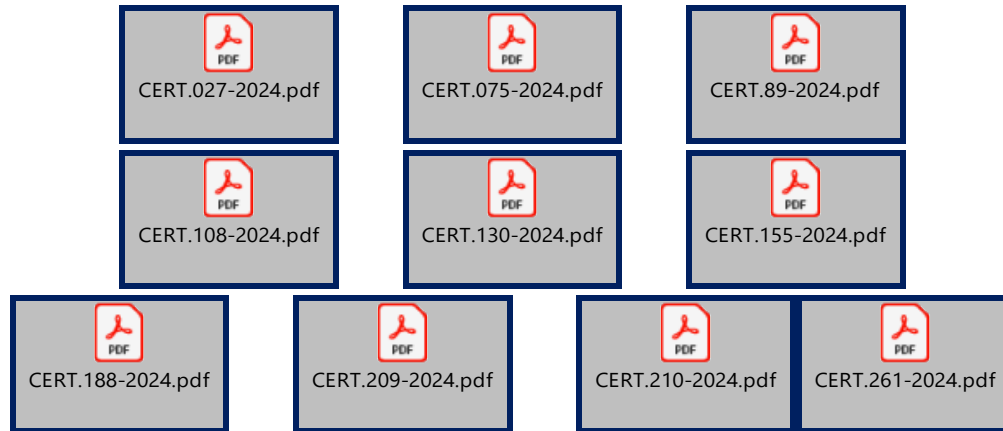 PDF PDF PDF
CERT.027-2024.pdf CERT.075-2024.pdf CERT.89-2024.pdf
PDF PDF PDF
CERT.108-2024.pdf CERT.130-2024.pdf CERT.155-2024.pdf
PDF PDF PDF PDF
CERT.188-2024.pdf CERT.209-2024.pdf CERT.210-2024.pdf CERT.261-2024.pdf